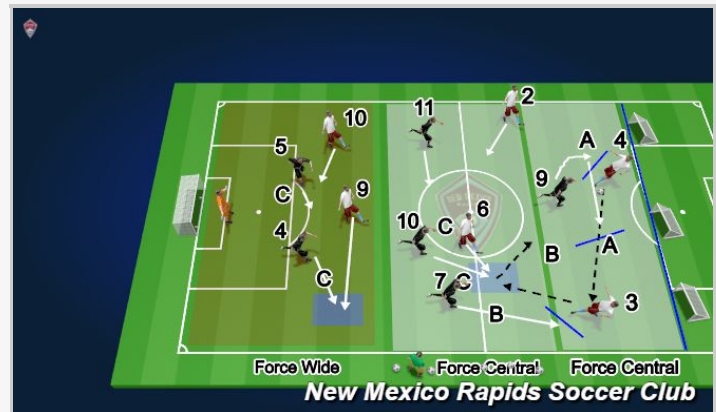 10
11
2
5
A
4
C
9
9
6
C
4
10
A
B
C
7
C
B
3
Force Wide
Force Central
Force Central
New Mexico Rapids Soccer Club